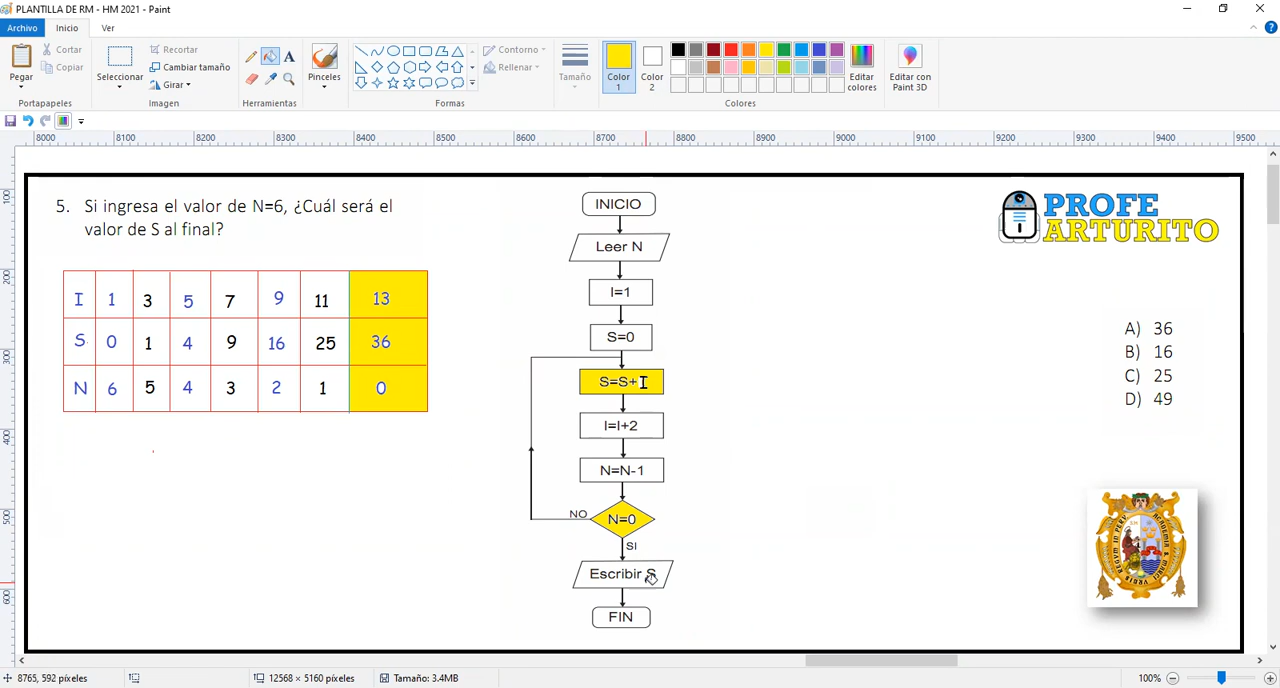 PLANTILLA DE RM - HM 2021 - Paint
Archivo Inicio Ver
Pegar
Cortar
Copiar
Portapapeles
Seleccionar
Recortar
Cambiar tamaño
Girar
Imagen
A
Herramientas
Pinceles
Contorno
Rellenar
Formas
Tamaño
Color 1
Color 2
Editar colores
Colores
Editar con Paint 3D
8000 8100 8200 8300 8400 8500 8600 8700 8800 8900 9000 9100 9200 9300 9400 9500
100
200
300
400
500
600
5. Si ingresa el valor de N=6, ¿Cuál será el
valor de S al final?
I 1 3 5 7 9 11 13
S 0 1 4 9 16 25 36
N 6 5 4 3 2 1 0
INICIO
Leer N
I=1
S=0
S=S+I
I=I+2
N=N-1
NO
N=0
SI
Escribir S
FIN
PROFE
ARTURITO
A) 36
B) 16
C) 25
D) 49
8765, 592 píxeles
12568 × 5160 píxeles
Tamaño: 3.4MB
100%